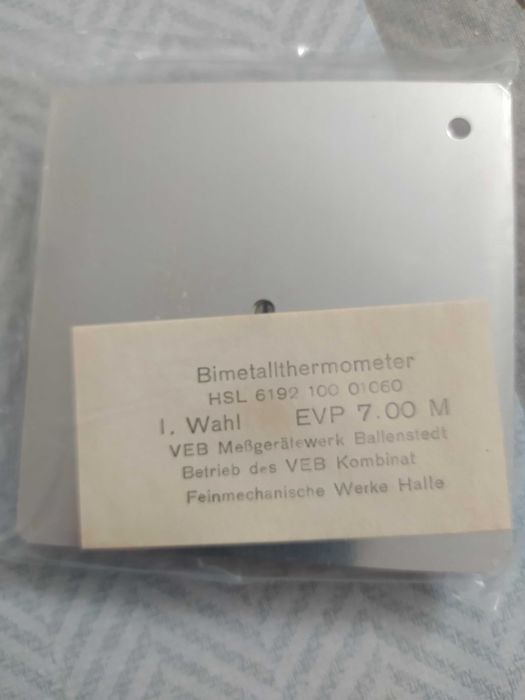 Bimetallthermometer
HSL 6192 100 01060
I. Wahl EVP 7.00 M
VEB Meßgerätewerk Ballenstedt
Betrieb des VEB Kombinat
Feinmechanische Werke Halle